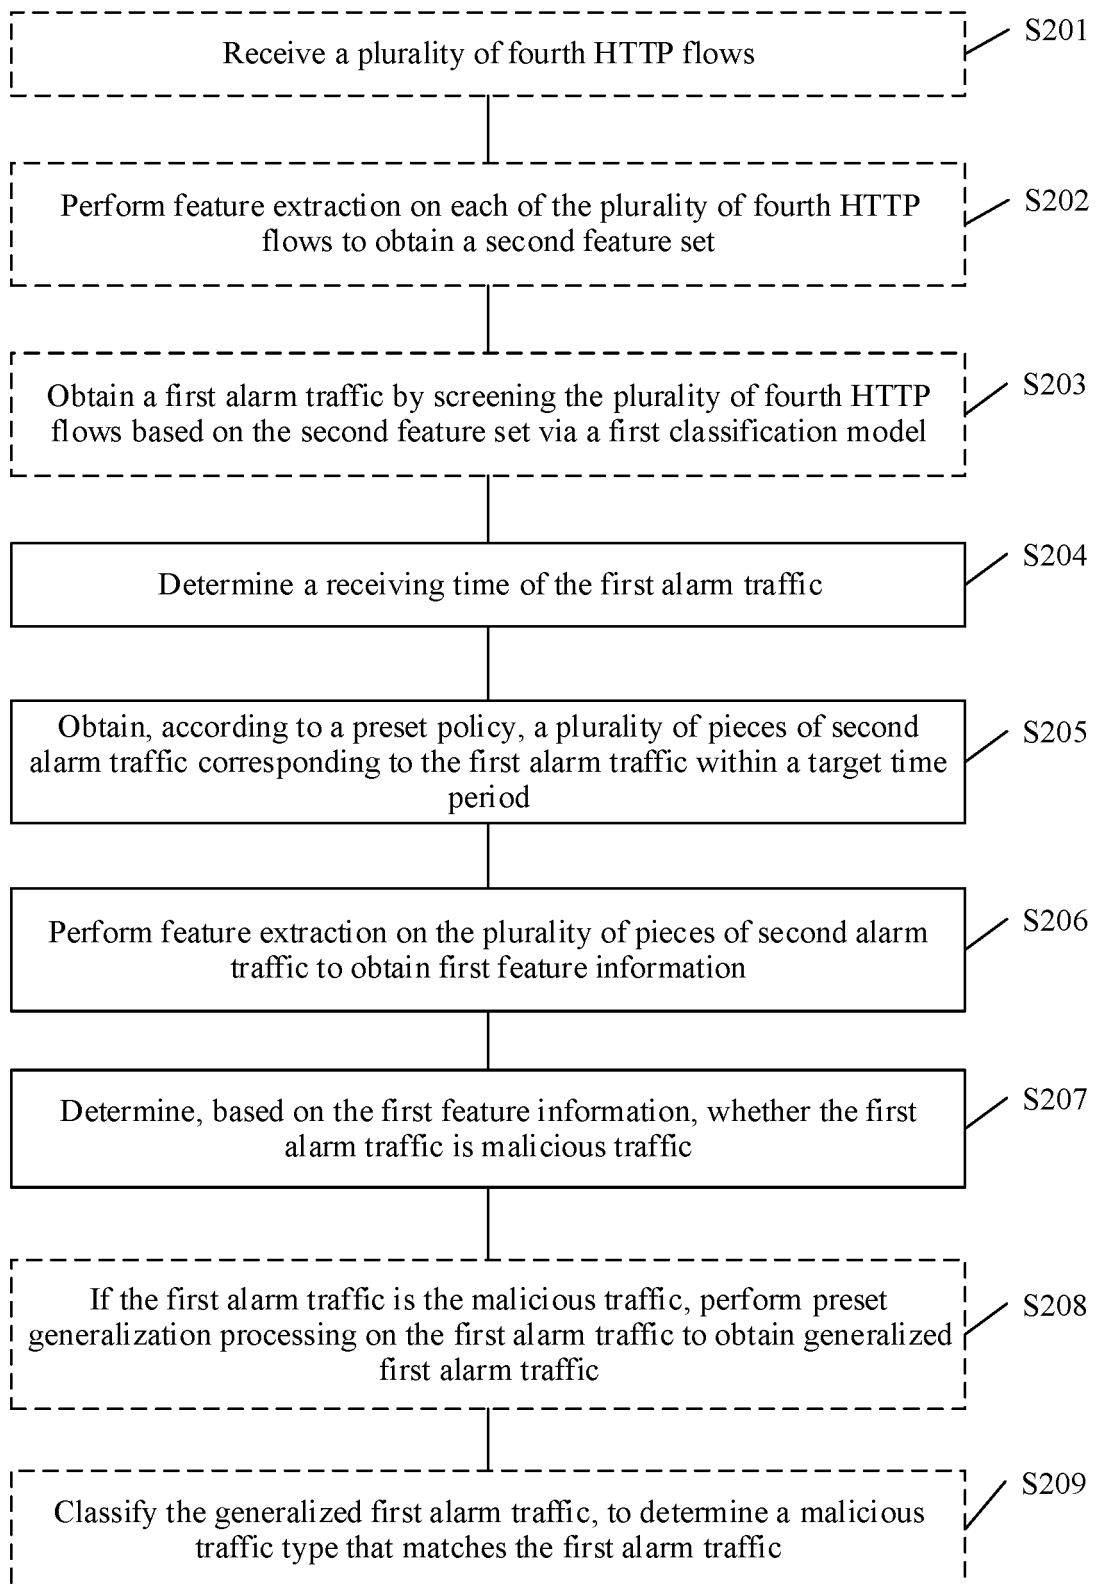 Receive a plurality of fourth HTTP flows
S201
Perform feature extraction on each of the plurality of fourth HTTP
flows to obtain a second feature set
S202
Obtain a first alarm traffic by screening the plurality of fourth HTTP
flows based on the second feature set via a first classification model
S203
Determine a receiving time of the first alarm traffic
S204
Obtain, according to a preset policy, a plurality of pieces of second
alarm traffic corresponding to the first alarm traffic within a target time
period
S205
Perform feature extraction on the plurality of pieces of second alarm
traffic to obtain first feature information
S206
Determine, based on the first feature information, whether the first
alarm traffic is malicious traffic
S207
If the first alarm traffic is the malicious traffic, perform preset
generalization processing on the first alarm traffic to obtain generalized
first alarm traffic
S208
Classify the generalized first alarm traffic, to determine a malicious
traffic type that matches the first alarm traffic
S209